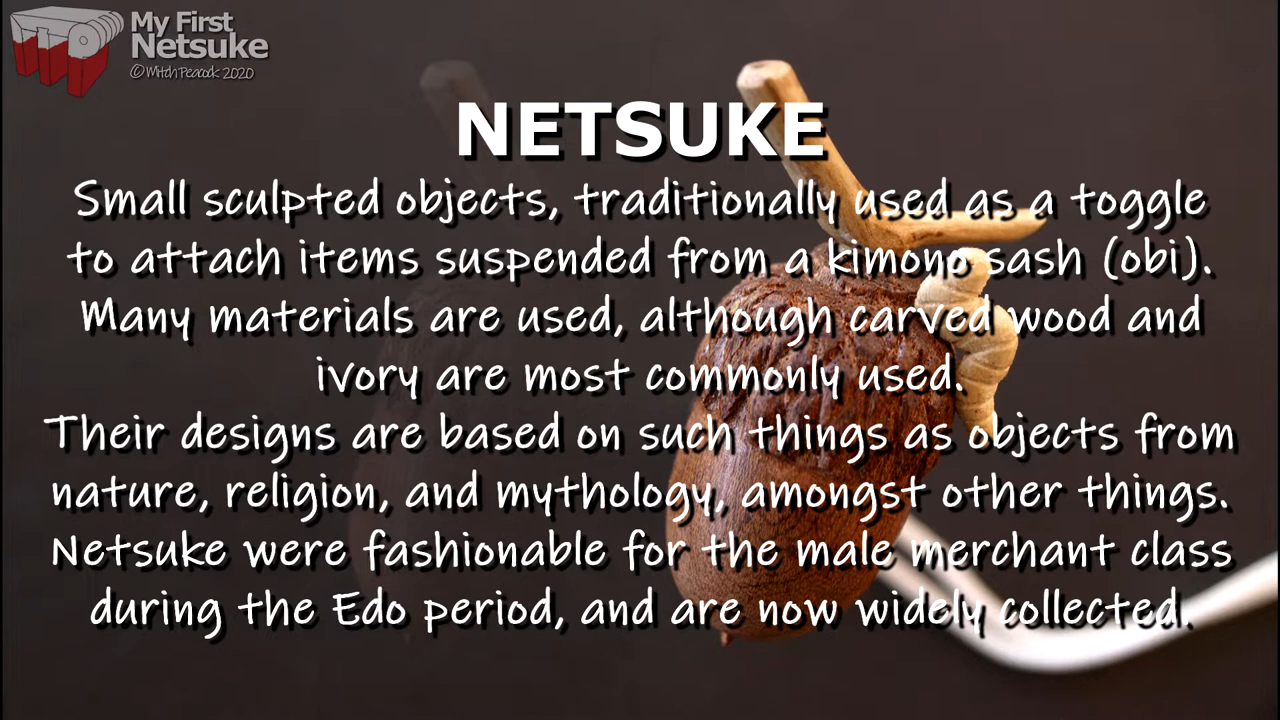 My First
Netsuke
©Mitch Peacock 2020
NETSUKE
Small sculpted objects, traditionally used as a toggle
to attach items suspended from a kimono sash (obi).
Many materials are used, although carved wood and
ivory are most commonly used.
Their designs are based on such things as objects from
nature, religion, and mythology, amongst other things.
Netsuke were fashionable for the male merchant class
during the Edo period, and are now widely collected.